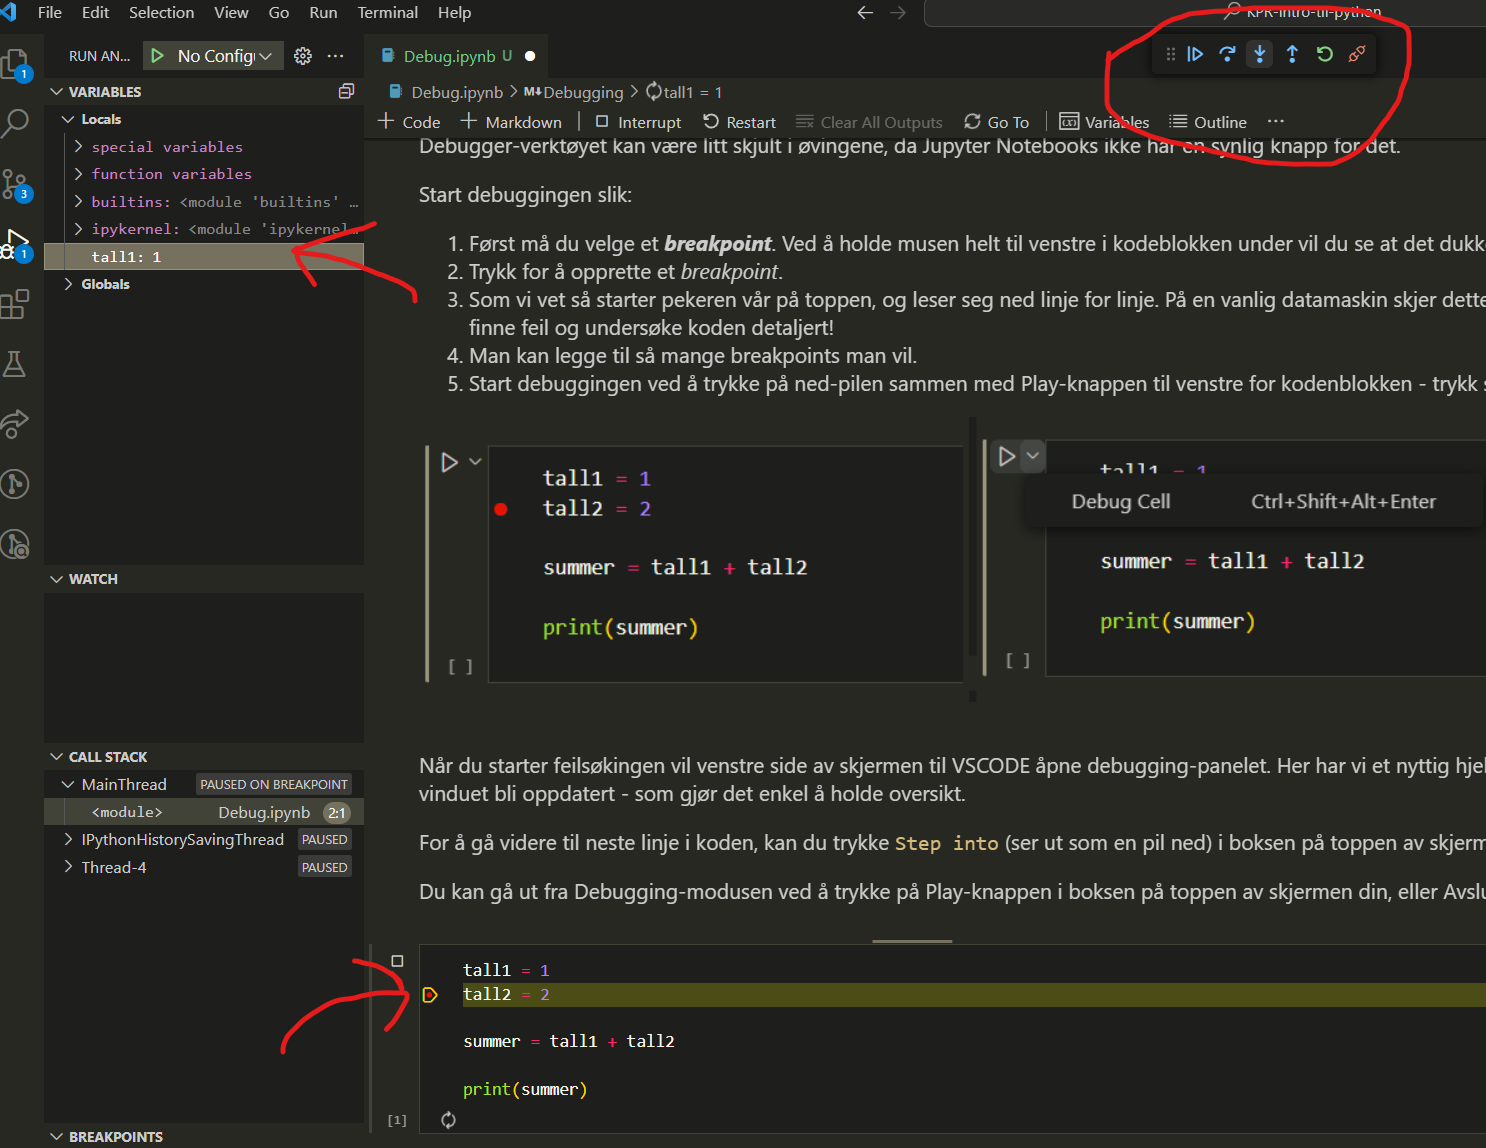 File Edit Selection View Go Run Terminal Help
KPR-intro-til-python
RUN AN... No Config
Debug.ipynb U
VARIABLES
Debug.ipynb > M↓Debugging > tall1 = 1
Locals
+ Code + Markdown | Interrupt Restart Clear All Outputs Go To | Variables Outline ...
special variables
function variables
builtins: <module 'builtins' …
ipykernel: <module 'ipykernel…
tall1: 1
Globals
Debugger-verktøyet kan være litt skjult i øvingene, da Jupyter Notebooks ikke har en synlig knapp for det.
Start debuggingen slik:
1. Først må du velge et breakpoint. Ved å holde musen helt til venstre i kodeblokken under vil du se at det dukke
2. Trykk for å opprette et breakpoint.
3. Som vi vet så starter pekeren vår på toppen, og leser seg ned linje for linje. På en vanlig datamaskin skjer dette
finne feil og undersøke koden detaljert!
4. Man kan legge til så mange breakpoints man vil.
5. Start debuggingen ved å trykke på ned-pilen sammen med Play-knappen til venstre for kodenblokken - trykk s
tall1 = 1
tall2 = 2
summer = tall1 + tall2
print(summer)
[ ]
tall1 = 1
Debug Cell Ctrl+Shift+Alt+Enter
summer = tall1 + tall2
print(summer)
[ ]
WATCH
CALL STACK
MainThread PAUSED ON BREAKPOINT
<module> Debug.ipynb 2:1
IPythonHistorySavingThread PAUSED
Thread-4 PAUSED
BREAKPOINTS
Når du starter feilsøkingen vil venstre side av skjermen til VSCODE åpne debugging-panelet. Her har vi et nyttig hjel
vinduet bli oppdatert - som gjør det enkel å holde oversikt.
For å gå videre til neste linje i koden, kan du trykke Step into (ser ut som en pil ned) i boksen på toppen av skjerm
Du kan gå ut fra Debugging-modusen ved å trykke på Play-knappen i boksen på toppen av skjermen din, eller Avslu
tall1 = 1
tall2 = 2
summer = tall1 + tall2
print(summer)
[1]
1
3
1